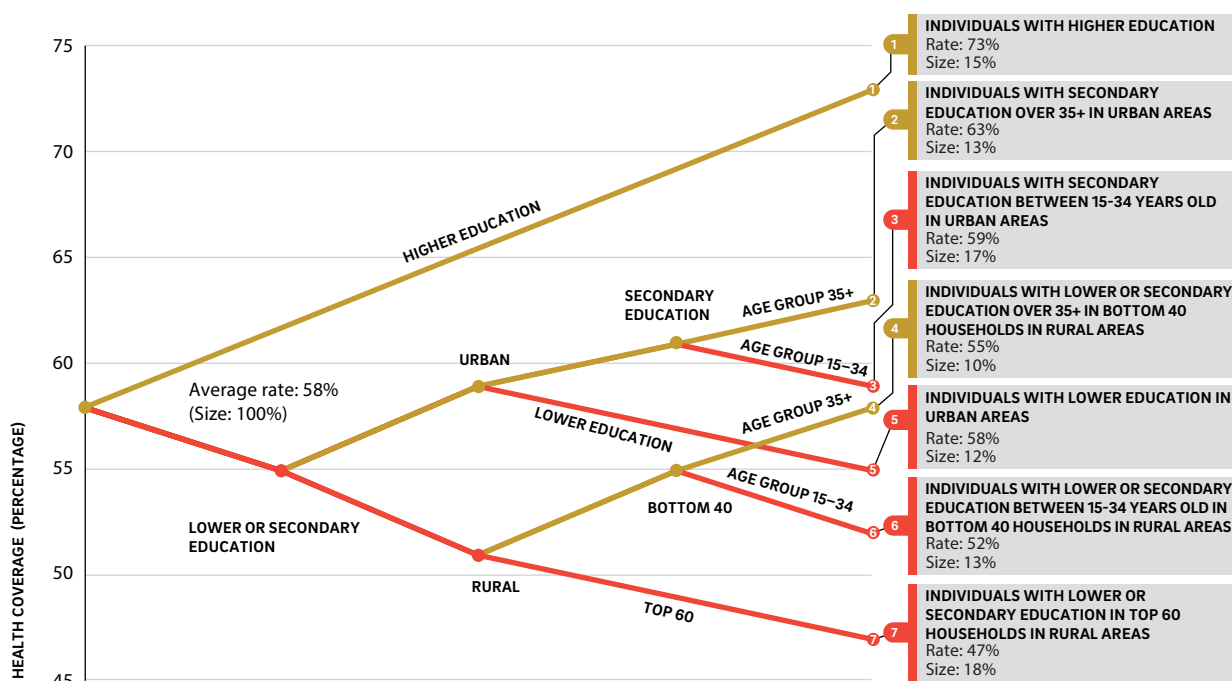 HEALTH COVERAGE (PERCENTAGE)
75
70
65
60
55
50
45
Average rate: 58%
(Size: 100%)
HIGHER EDUCATION
LOWER OR SECONDARY
EDUCATION
URBAN
RURAL
SECONDARY
EDUCATION
LOWER EDUCATION
BOTTOM 40
TOP 60
AGE GROUP 35+
AGE GROUP 15–34
AGE GROUP 35+
AGE GROUP 15–34
1
2
3
4
5
6
7
1
INDIVIDUALS WITH HIGHER EDUCATION
Rate: 73%
Size: 15%
2
INDIVIDUALS WITH SECONDARY
EDUCATION OVER 35+ IN URBAN AREAS
Rate: 63%
Size: 13%
3
INDIVIDUALS WITH SECONDARY
EDUCATION BETWEEN 15-34 YEARS OLD
IN URBAN AREAS
Rate: 59%
Size: 17%
4
INDIVIDUALS WITH LOWER OR SECONDARY
EDUCATION OVER 35+ IN BOTTOM 40
HOUSEHOLDS IN RURAL AREAS
Rate: 55%
Size: 10%
5
INDIVIDUALS WITH LOWER EDUCATION IN
URBAN AREAS
Rate: 58%
Size: 12%
6
INDIVIDUALS WITH LOWER OR SECONDARY
EDUCATION BETWEEN 15-34 YEARS OLD IN
BOTTOM 40 HOUSEHOLDS IN RURAL AREAS
Rate: 52%
Size: 13%
7
INDIVIDUALS WITH LOWER OR
SECONDARY EDUCATION IN TOP 60
HOUSEHOLDS IN RURAL AREAS
Rate: 47%
Size: 18%